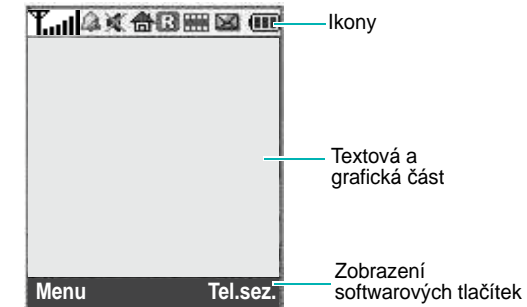 Ikony
Textová a
grafická část
Menu Tel.sez.
Zobrazení
softwarových tlačítek